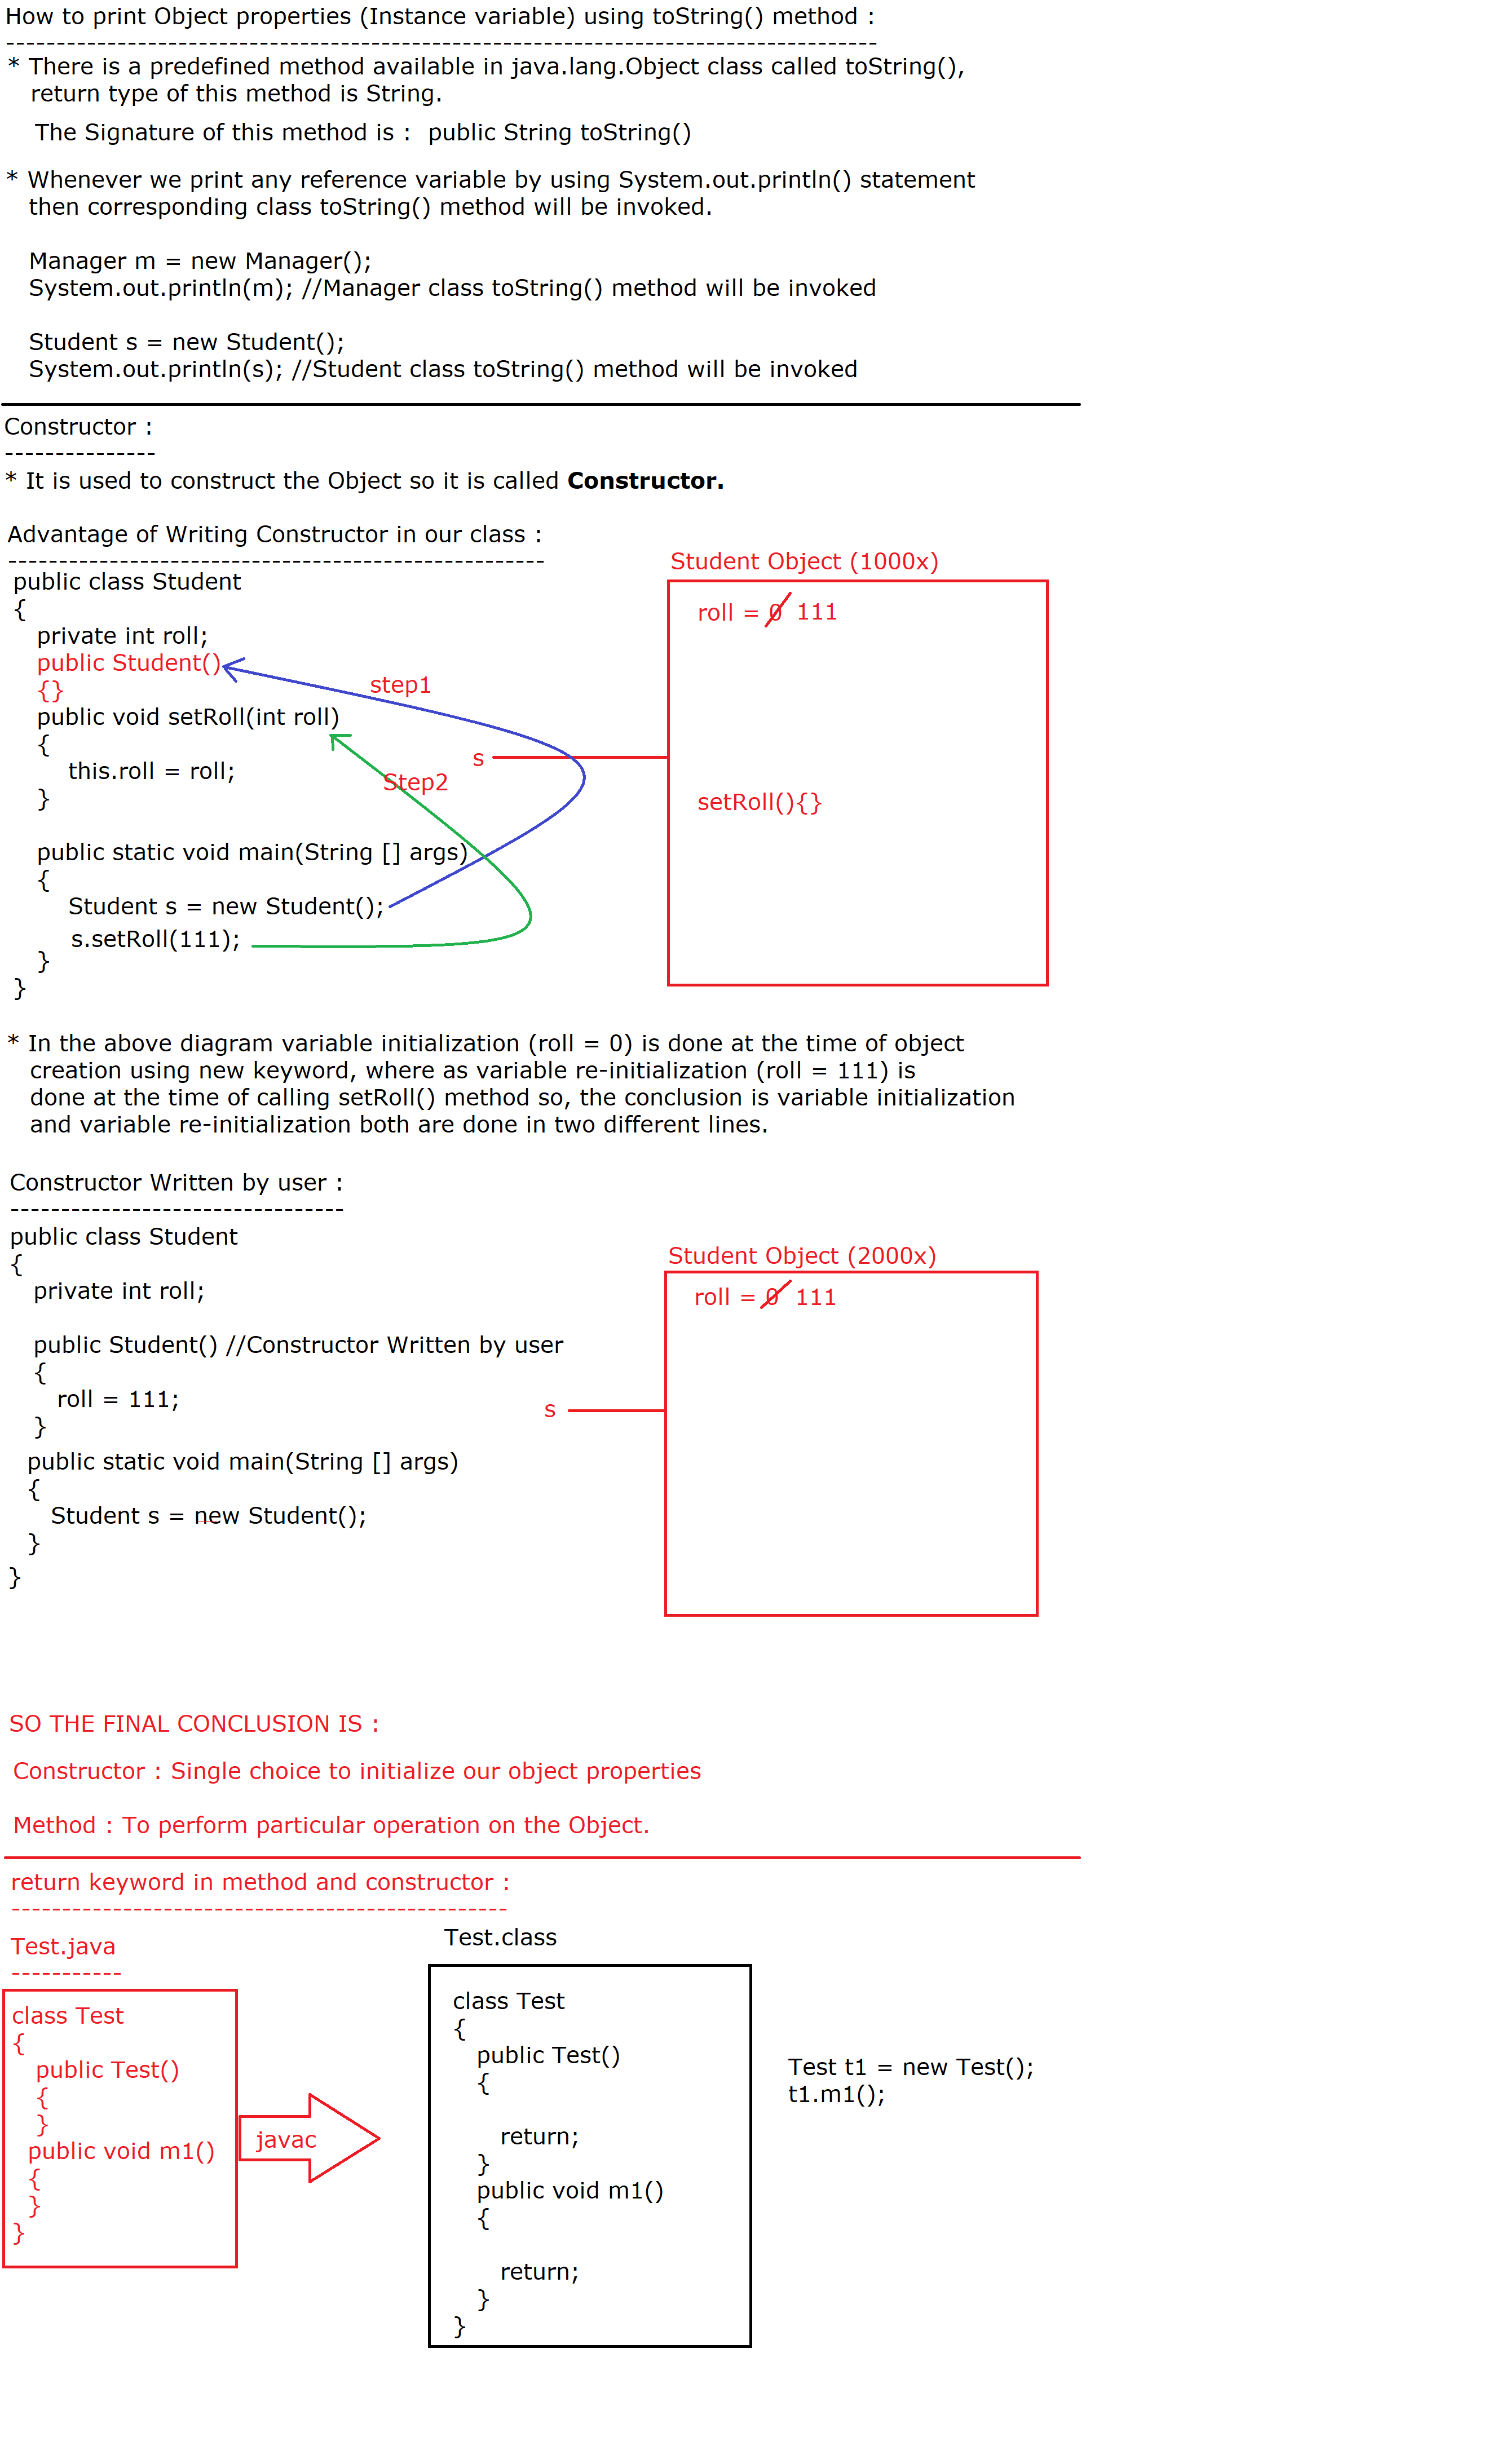 How to print Object properties (Instance variable) using toString() method :
-------------------------------------------------------------------------------------
* There is a predefined method available in java.lang.Object class called toString(),
return type of this method is String.
The Signature of this method is :  public String toString()
* Whenever we print any reference variable by using System.out.println() statement
then corresponding class toString() method will be invoked.
Manager m = new Manager();
System.out.println(m); //Manager class toString() method will be invoked
Student s = new Student();
System.out.println(s); //Student class toString() method will be invoked
Constructor :
---------------
* It is used to construct the Object so it is called Constructor.
Advantage of Writing Constructor in our class :
-----------------------------------------------------
public class Student
{
private int roll;
public Student()
{}
public void setRoll(int roll)
{
this.roll = roll;
}
public static void main(String [] args)
{
Student s = new Student();
s.setRoll(111);
}
}
step1
Step2
s
Student Object (1000x)
roll = 0 111
setRoll(){}
* In the above diagram variable initialization (roll = 0) is done at the time of object
creation using new keyword, where as variable re-initialization (roll = 111) is
done at the time of calling setRoll() method so, the conclusion is variable initialization
and variable re-initialization both are done in two different lines.
Constructor Written by user :
---------------------------------
public class Student
{
private int roll;
public Student() //Constructor Written by user
{
roll = 111;
}
public static void main(String [] args)
{
Student s = new Student();
}
}
s
Student Object (2000x)
roll = 0 111
SO THE FINAL CONCLUSION IS :
Constructor : Single choice to initialize our object properties
Method : To perform particular operation on the Object.
return keyword in method and constructor :
-------------------------------------------------
Test.java
-----------
class Test
{
public Test()
{
}
public void m1()
{
}
}
javac
Test.class
class Test
{
public Test()
{
return;
}
public void m1()
{
return;
}
}
Test t1 = new Test();
t1.m1();